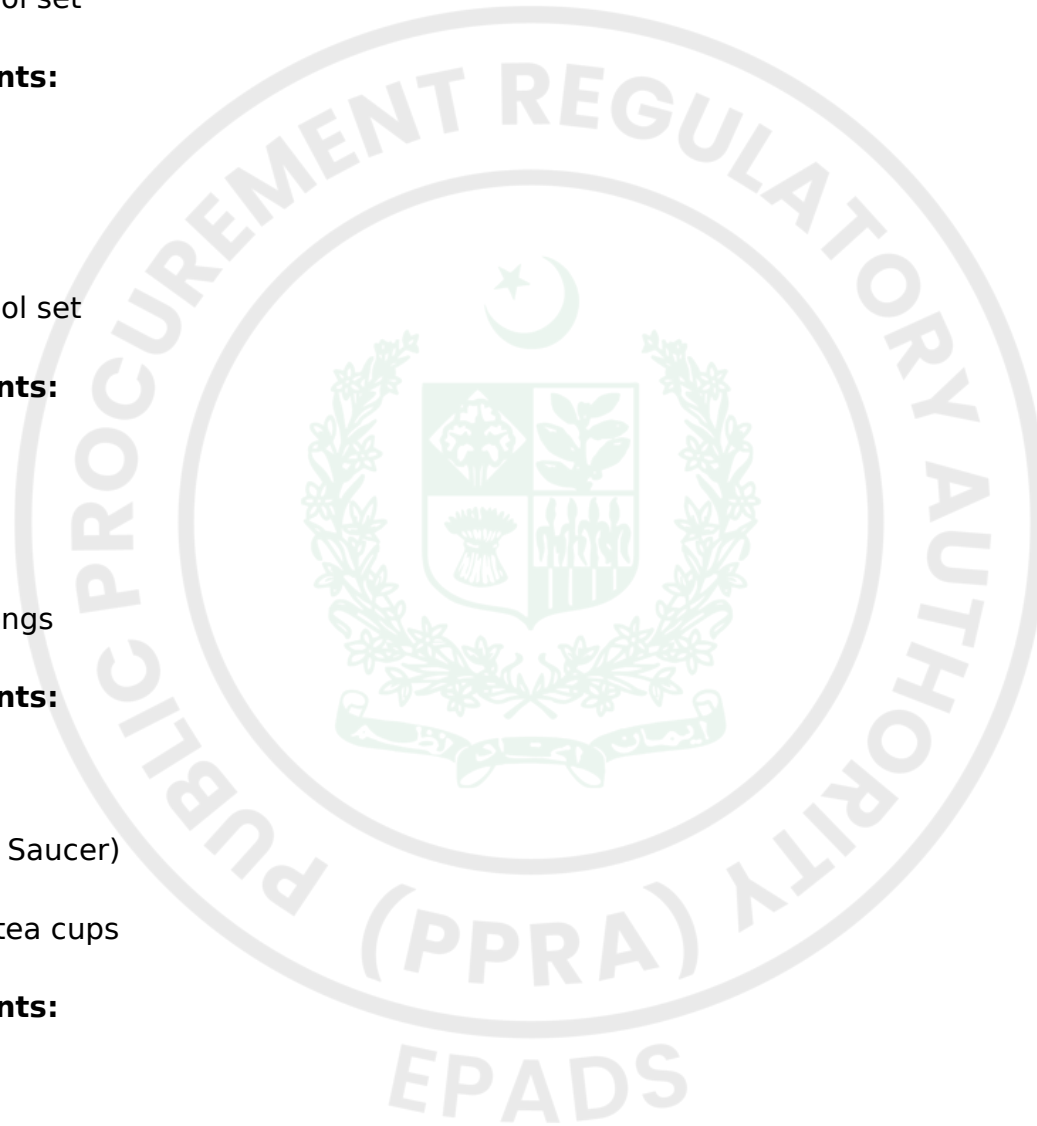 ol set
nts:
ol set
nts:
ngs
nts:
Saucer)
tea cups
nts:
PUBLIC PROCUREMENT REGULATORY AUTHORITY
(PPRA)
EPADS